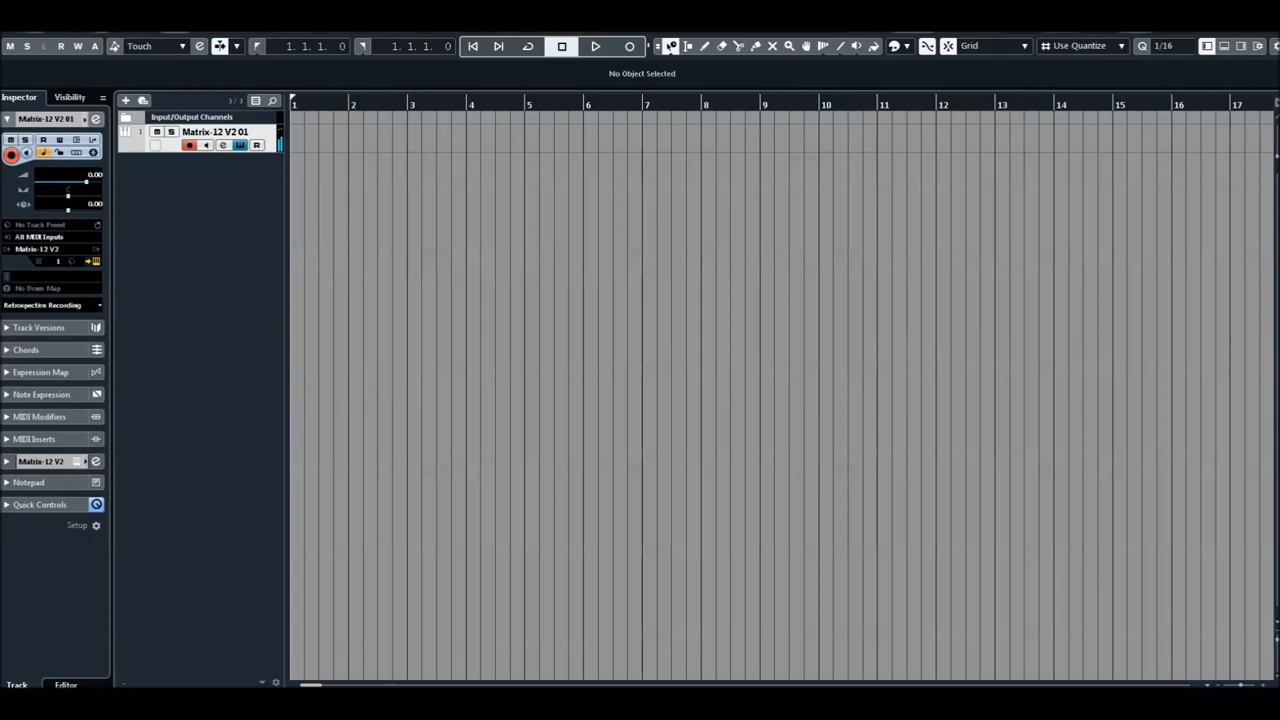 M S L R W A Touch 1. 1. 1. 0 1. 1. 1. 0 Grid Use Quantize Q 1/16
No Object Selected
Inspector Visibility 3 / 3 1 2 3 4 5 6 7 8 9 10 11 12 13 14 15 16 17
Matrix-12 V2 01 e Input/Output Channels
1 m S Matrix-12 V2 01
m S R W
e R
0.00
C
0.00
No Track Preset
All MIDI Inputs
Matrix-12 V2
1
No Drum Map
Retrospective Recording
Track Versions
Chords
Expression Map
Note Expression
MIDI Modifiers
MIDI Inserts
Matrix-12 V2 e
Notepad
Quick Controls
Setup
Track Editor